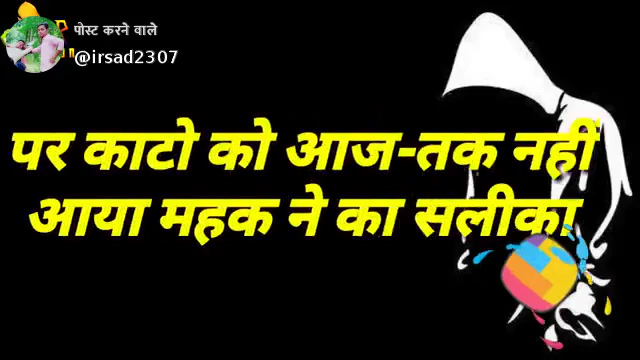 पोस्ट करने वाले
@irsad2307
पर काटो को आज-तक नहीं
आया महक ने का सलीका